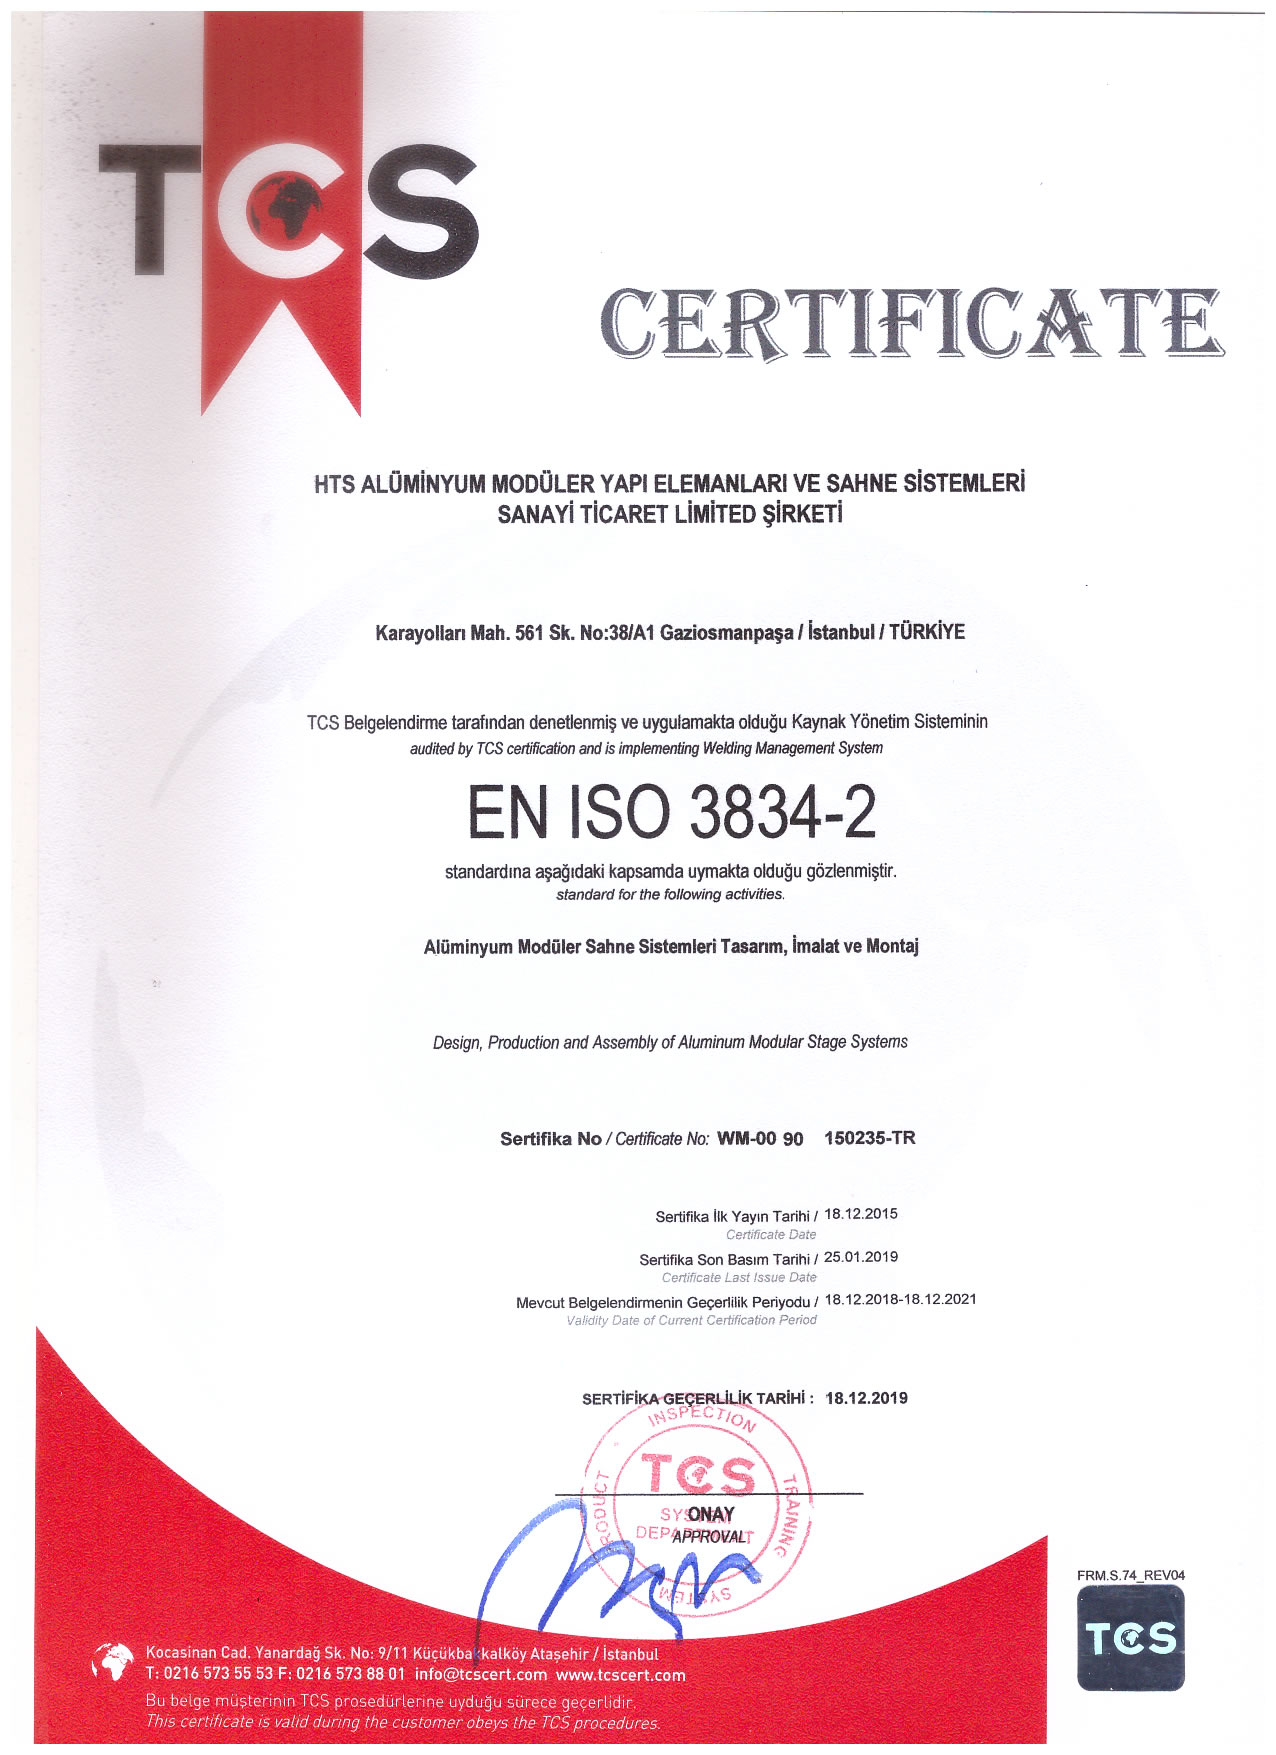 TCS
CERTIFICATE
HTS ALÜMİNYUM MODÜLER YAPI ELEMANLARI VE SAHNE SİSTEMLERİ
SANAYİ TİCARET LİMİTED ŞİRKETİ
Karayolları Mah. 561 Sk. No:38/A1 Gaziosmanpaşa / İstanbul / TÜRKİYE
TCS Belgelendirme tarafından denetlenmiş ve uygulamakta olduğu Kaynak Yönetim Sisteminin
audited by TCS certification and is implementing Welding Management System
EN ISO 3834-2
standardına aşağıdaki kapsamda uymakta olduğu gözlenmiştir.
standard for the following activities.
Alüminyum Modüler Sahne Sistemleri Tasarım, İmalat ve Montaj
Design, Production and Assembly of Aluminum Modular Stage Systems
Sertifika No / Certificate No: WM-00 90 150235-TR
Sertifika İlk Yayın Tarihi / 18.12.2015
Certificate Date
Sertifika Son Basım Tarihi / 25.01.2019
Certificate Last Issue Date
Mevcut Belgelendirmenin Geçerlilik Periyodu / 18.12.2018-18.12.2021
Validity Date of Current Certification Period
SERTİFİKA GEÇERLİLİK TARİHİ : 18.12.2019
INSPECTION
TRAINING
SYSTEM
PRODUCT
TCS
SYSTEM
DEPARTMENT
ONAY
APPROVAL
FRM.S.74_REV04
TCS
Kocasinan Cad. Yanardağ Sk. No: 9/11 Küçükbakkalköy Ataşehir / İstanbul
T: 0216 573 55 53 F: 0216 573 88 01 info@tcscert.com www.tcscert.com
Bu belge müşterinin TCS prosedürlerine uyduğu sürece geçerlidir.
This certificate is valid during the customer obeys the TCS procedures.